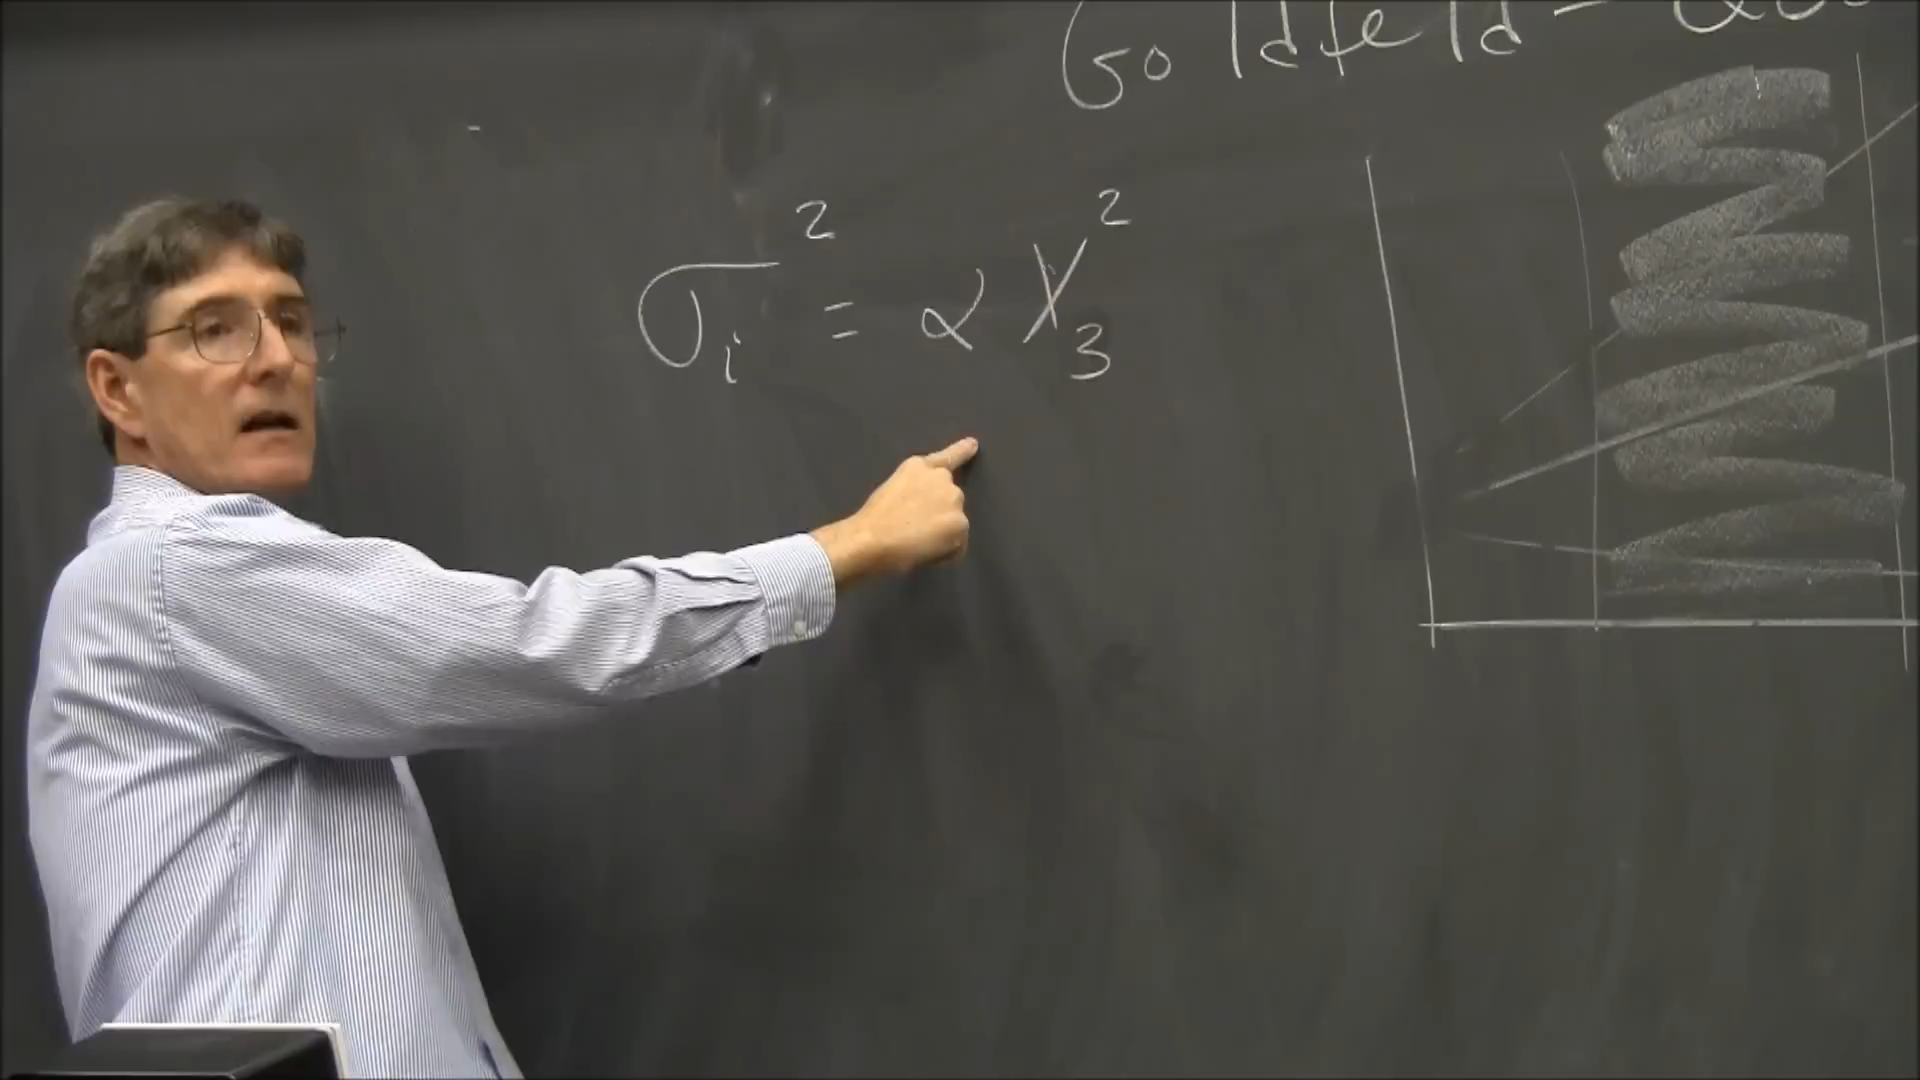 Goldfeld -
σᵢ² = α X₃²